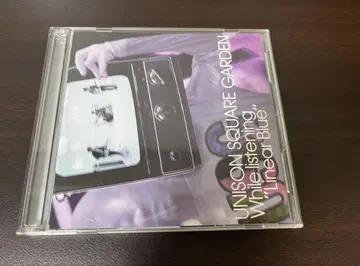 UNISON SQUARE GARDEN
While listening
"Linear Blue"